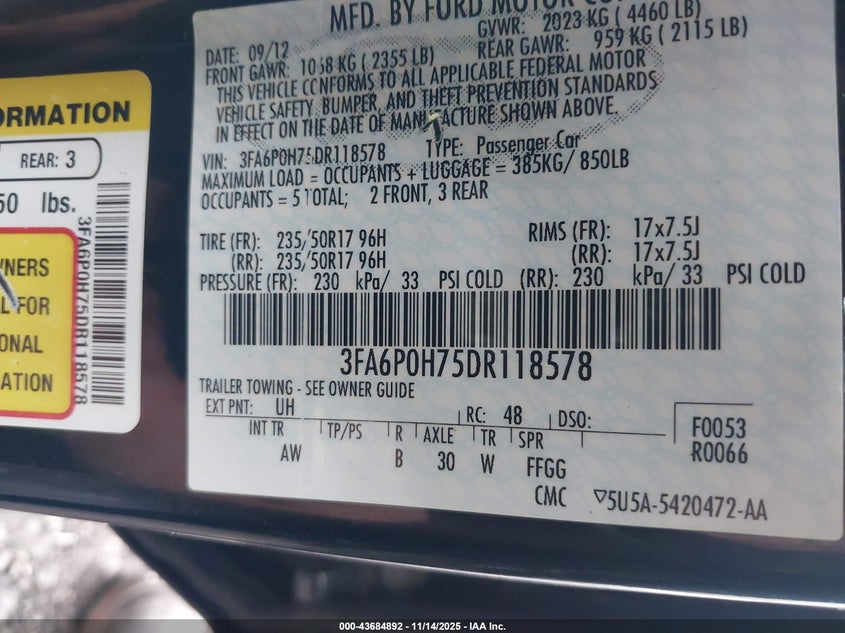 MFD. BY FORD MOTOR CO
DATE: 09/12
GVWR: 2023 KG ( 4460 LB)
FRONT GAWR: 1068 KG ( 2355 LB)
REAR GAWR: 959 KG ( 2115 LB)
THIS VEHICLE CONFORMS TO ALL APPLICABLE FEDERAL MOTOR
VEHICLE SAFETY, BUMPER, AND THEFT PREVENTION STANDARDS
IN EFFECT ON THE DATE OF MANUFACTURE SHOWN ABOVE.
VIN: 3FA6P0H75DR118578 TYPE: Passenger Car
MAXIMUM LOAD = OCCUPANTS + LUGGAGE = 385KG/ 850LB
OCCUPANTS = 5 TOTAL; 2 FRONT, 3 REAR
TIRE (FR): 235/50R17 96H RIMS (FR): 17x7.5J
(RR): 235/50R17 96H (RR): 17x7.5J
PRESSURE (FR): 230 kPa/ 33 PSI COLD (RR): 230 kPa/ 33 PSI COLD
3FA6P0H75DR118578
TRAILER TOWING - SEE OWNER GUIDE
EXT PNT: UH RC: 48 DSO:
INT TR TP/PS R AXLE TR SPR
AW B 30 W FFGG
F0053
R0066
CMC ▽5U5A-5420472-AA
ORMATION
REAR: 3
50 lbs.
3FA6P0H75DR118578
NERS
L FOR
ONAL
ATION
000-43684892 - 11/14/2025 - IAA Inc.